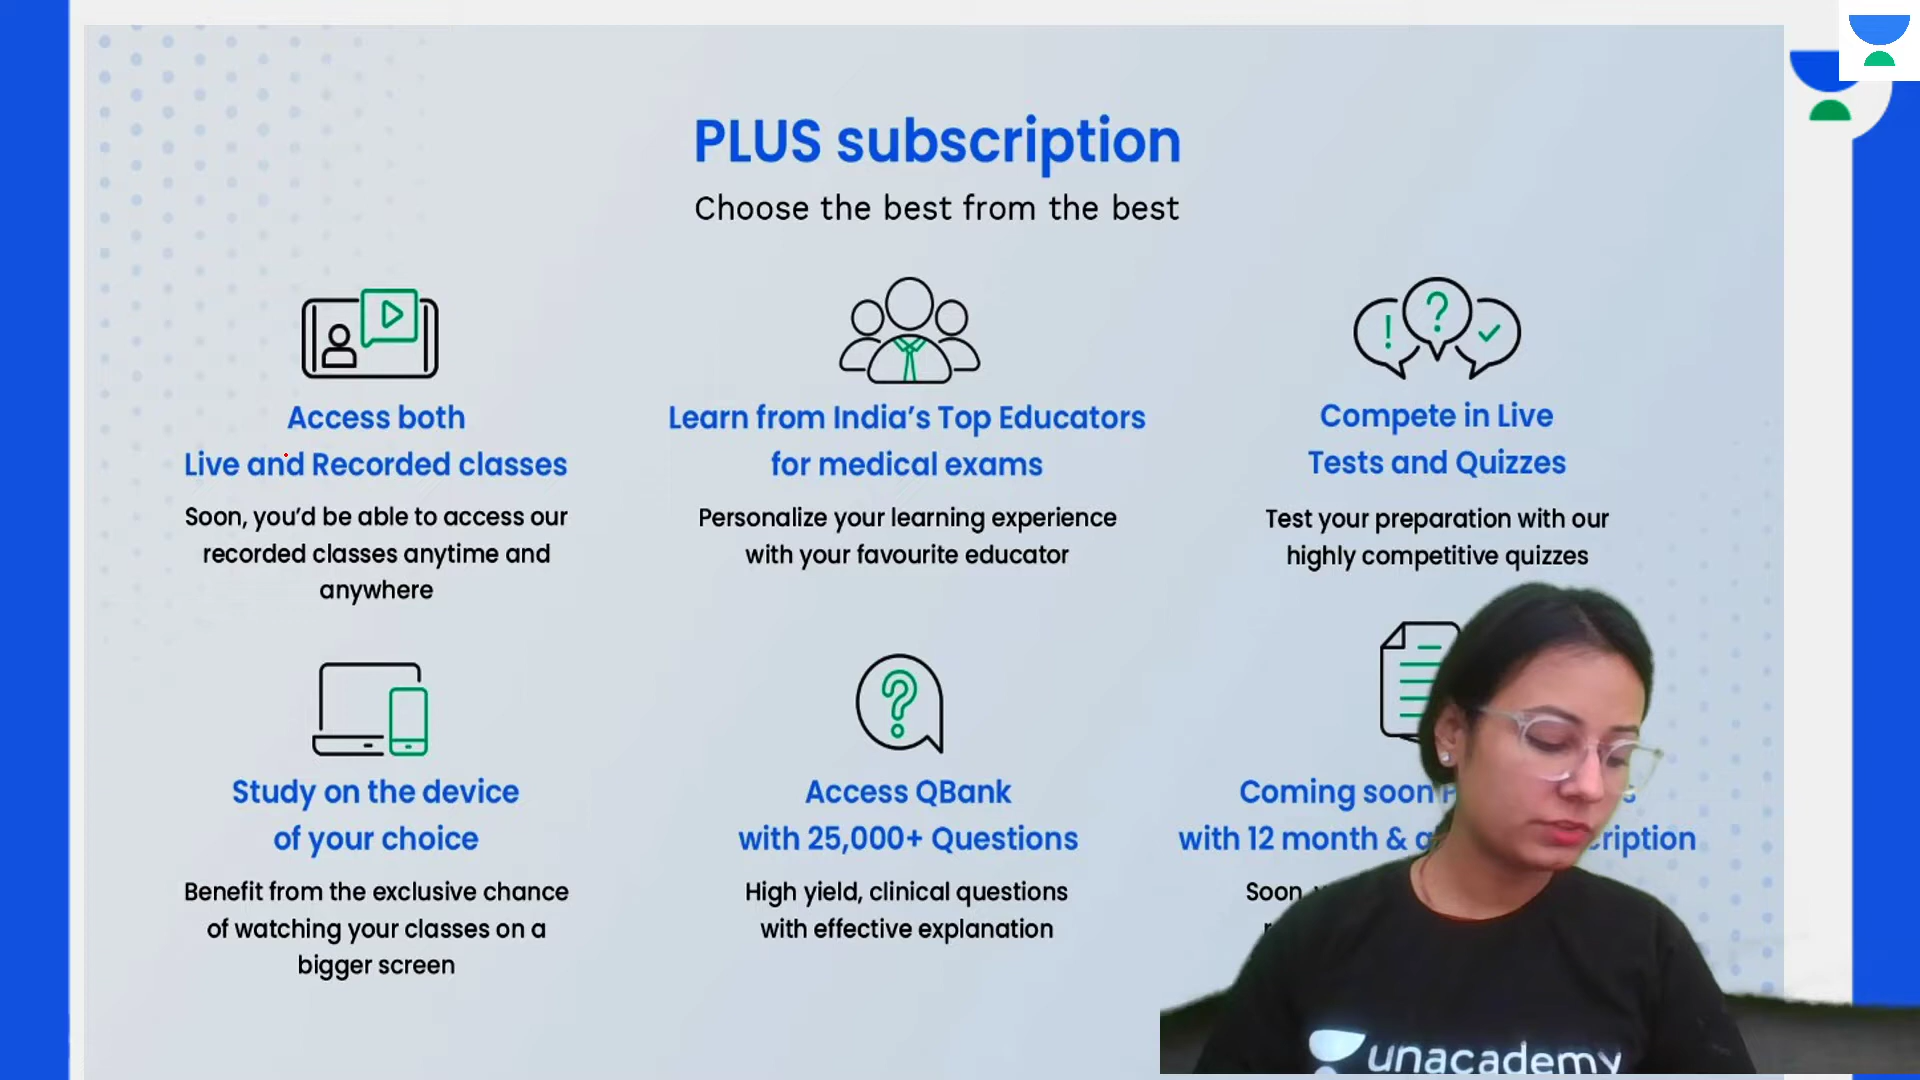 PLUS subscription
Choose the best from the best
Access both
Live and Recorded classes
Soon, you'd be able to access our
recorded classes anytime and
anywhere
Learn from India's Top Educators
for medical exams
Personalize your learning experience
with your favourite educator
Compete in Live
Tests and Quizzes
Test your preparation with our
highly competitive quizzes
Study on the device
of your choice
Benefit from the exclusive chance
of watching your classes on a
bigger screen
Access QBank
with 25,000+ Questions
High yield, clinical questions
with effective explanation
Coming soon
with 12 month &
Soon,
unacademy